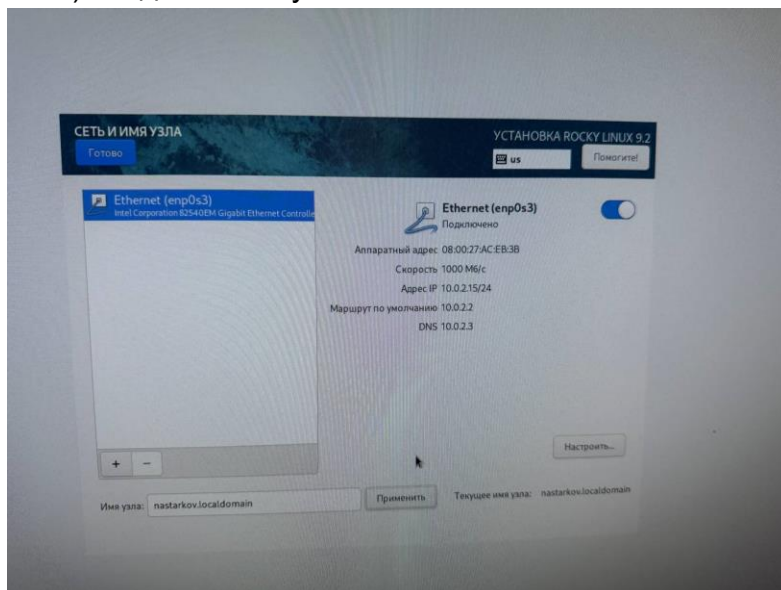 СЕТЬ И ИМЯ УЗЛА
Готово
УСТАНОВКА ROCKY LINUX 9.2
us
Помогите!
Ethernet (enp0s3)
Intel Corporation 82540EM Gigabit Ethernet Controlle
Ethernet (enp0s3)
Подключено
Аппаратный адрес 08:00:27:AC:EB:3B
Скорость 1000 Мб/с
Адрес IP 10.0.2.15/24
Маршрут по умолчанию 10.0.2.2
DNS 10.0.2.3
+ −
Настроить...
Имя узла: nastarkov.localdomain
Применить
Текущее имя узла: nastarkov.localdomain